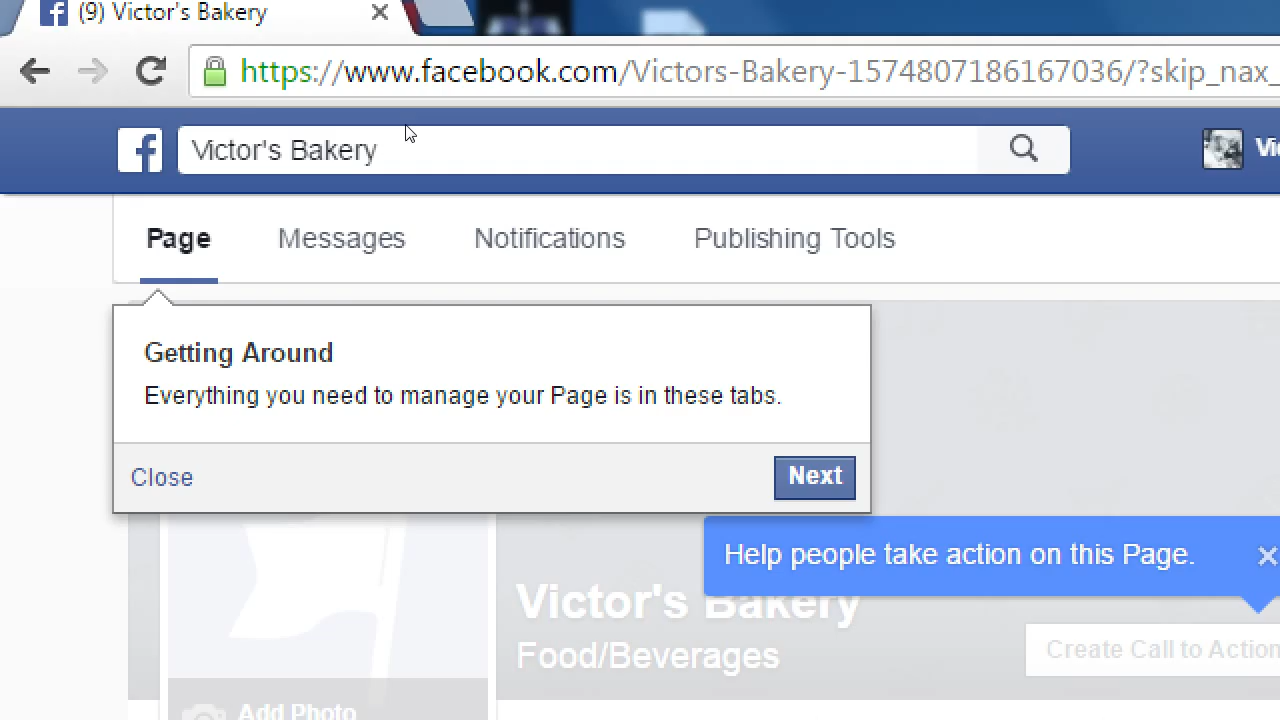 (9) Victor's Bakery
https://www.facebook.com/Victors-Bakery-1574807186167036/?skip_nax_
Victor's Bakery
Page Messages Notifications Publishing Tools
Getting Around
Everything you need to manage your Page is in these tabs.
Close Next
Help people take action on this Page.
Victor's Bakery
Food/Beverages
Create Call to Action
Add Photo